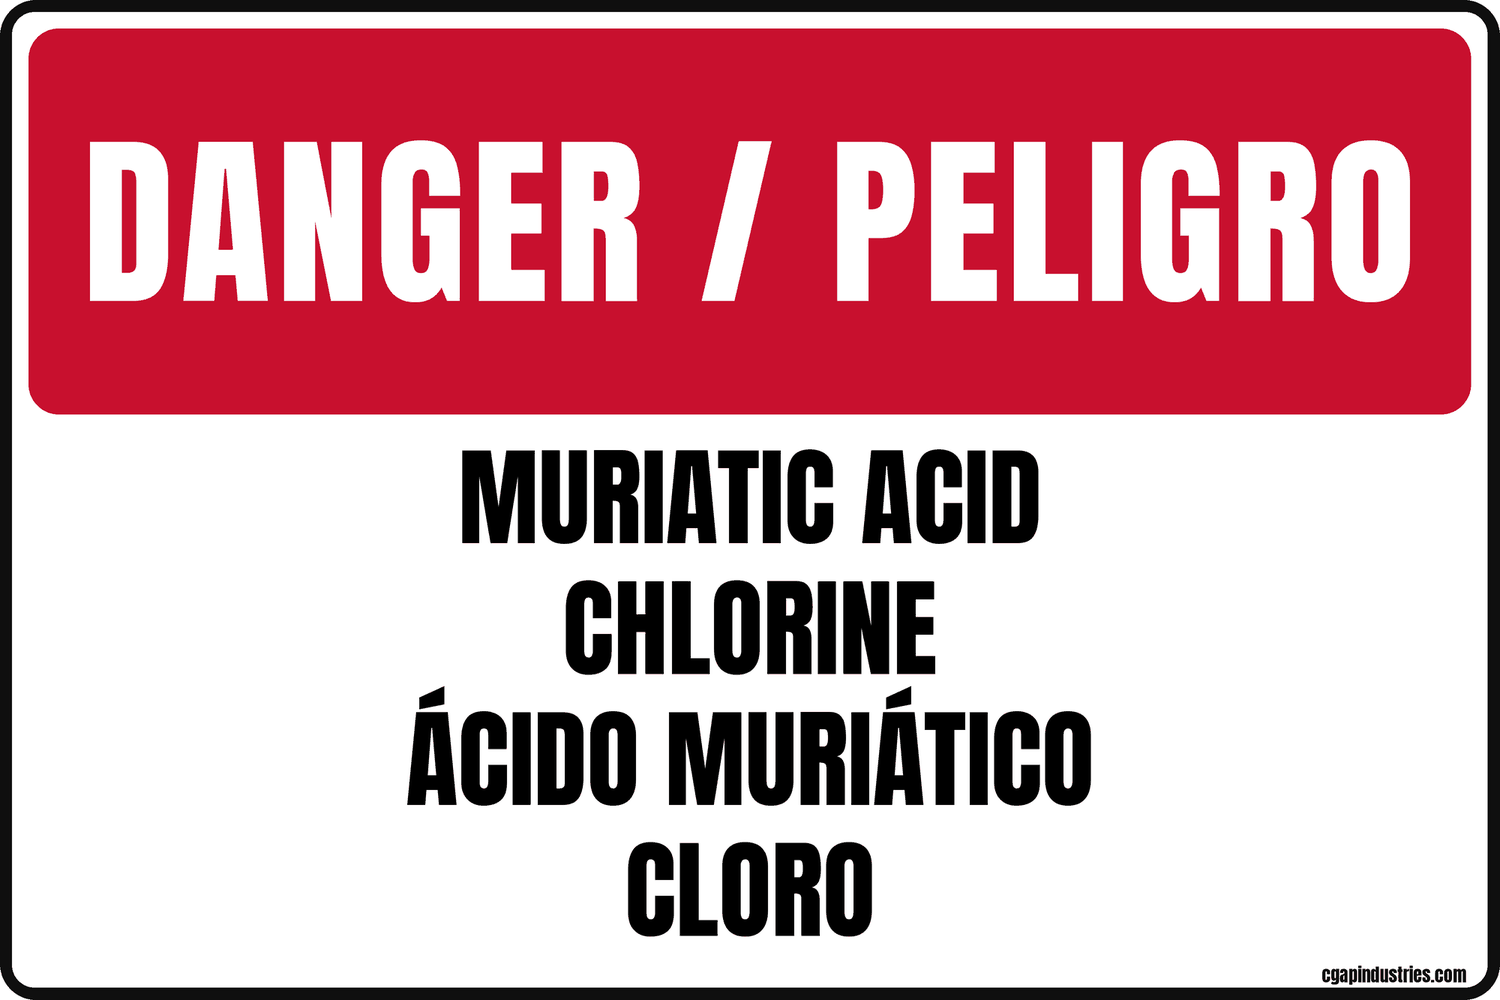 DANGER / PELIGRO
MURIATIC ACID
CHLORINE
ÁCIDO MURIÁTICO
CLORO
cgapindustries.com